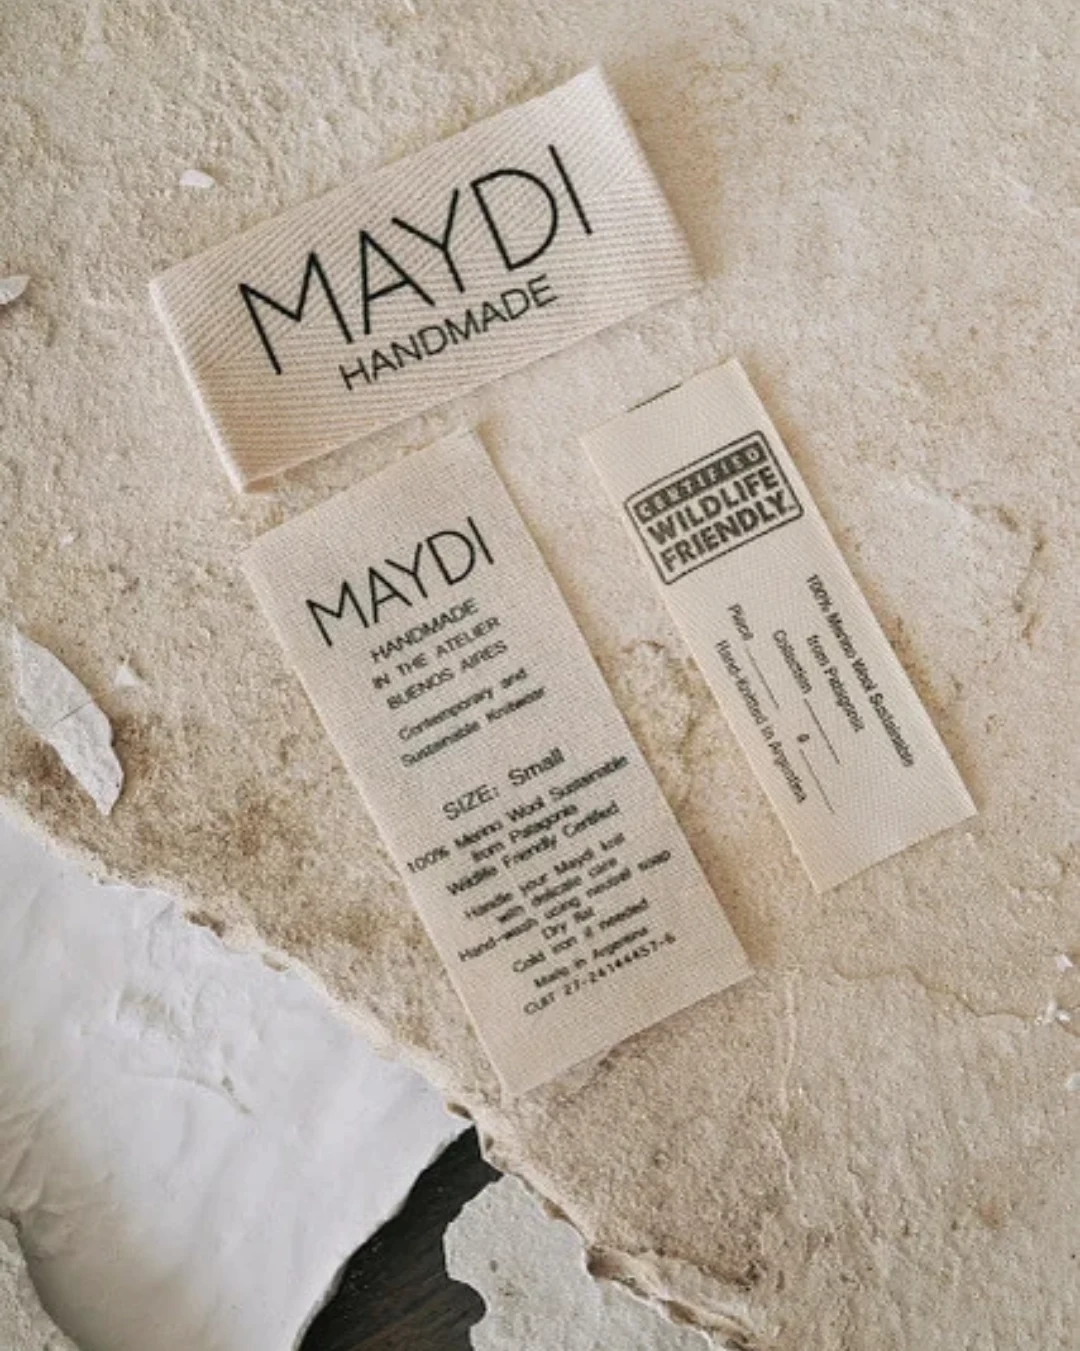 MAYDI
HANDMADE
MAYDI
HANDMADE
IN THE ATELIER
BUENOS AIRES
Contemporary and
Sustainable Knitwear
SIZE: Small
100% Merino Wool Sustainable
from Patagonia
Wildlife Friendly Certified
Handle your Maydi knit
with delicate care
Hand-wash using neutral soap
Dry flat
Cold iron if needed
Made in Argentina
CUIT 27-24144457-6
CERTIFIED
WILDLIFE
FRIENDLY.
100% Merino Wool Sustainable
from Patagonia
Collection
Piece
Hand-Knitted in Argentina